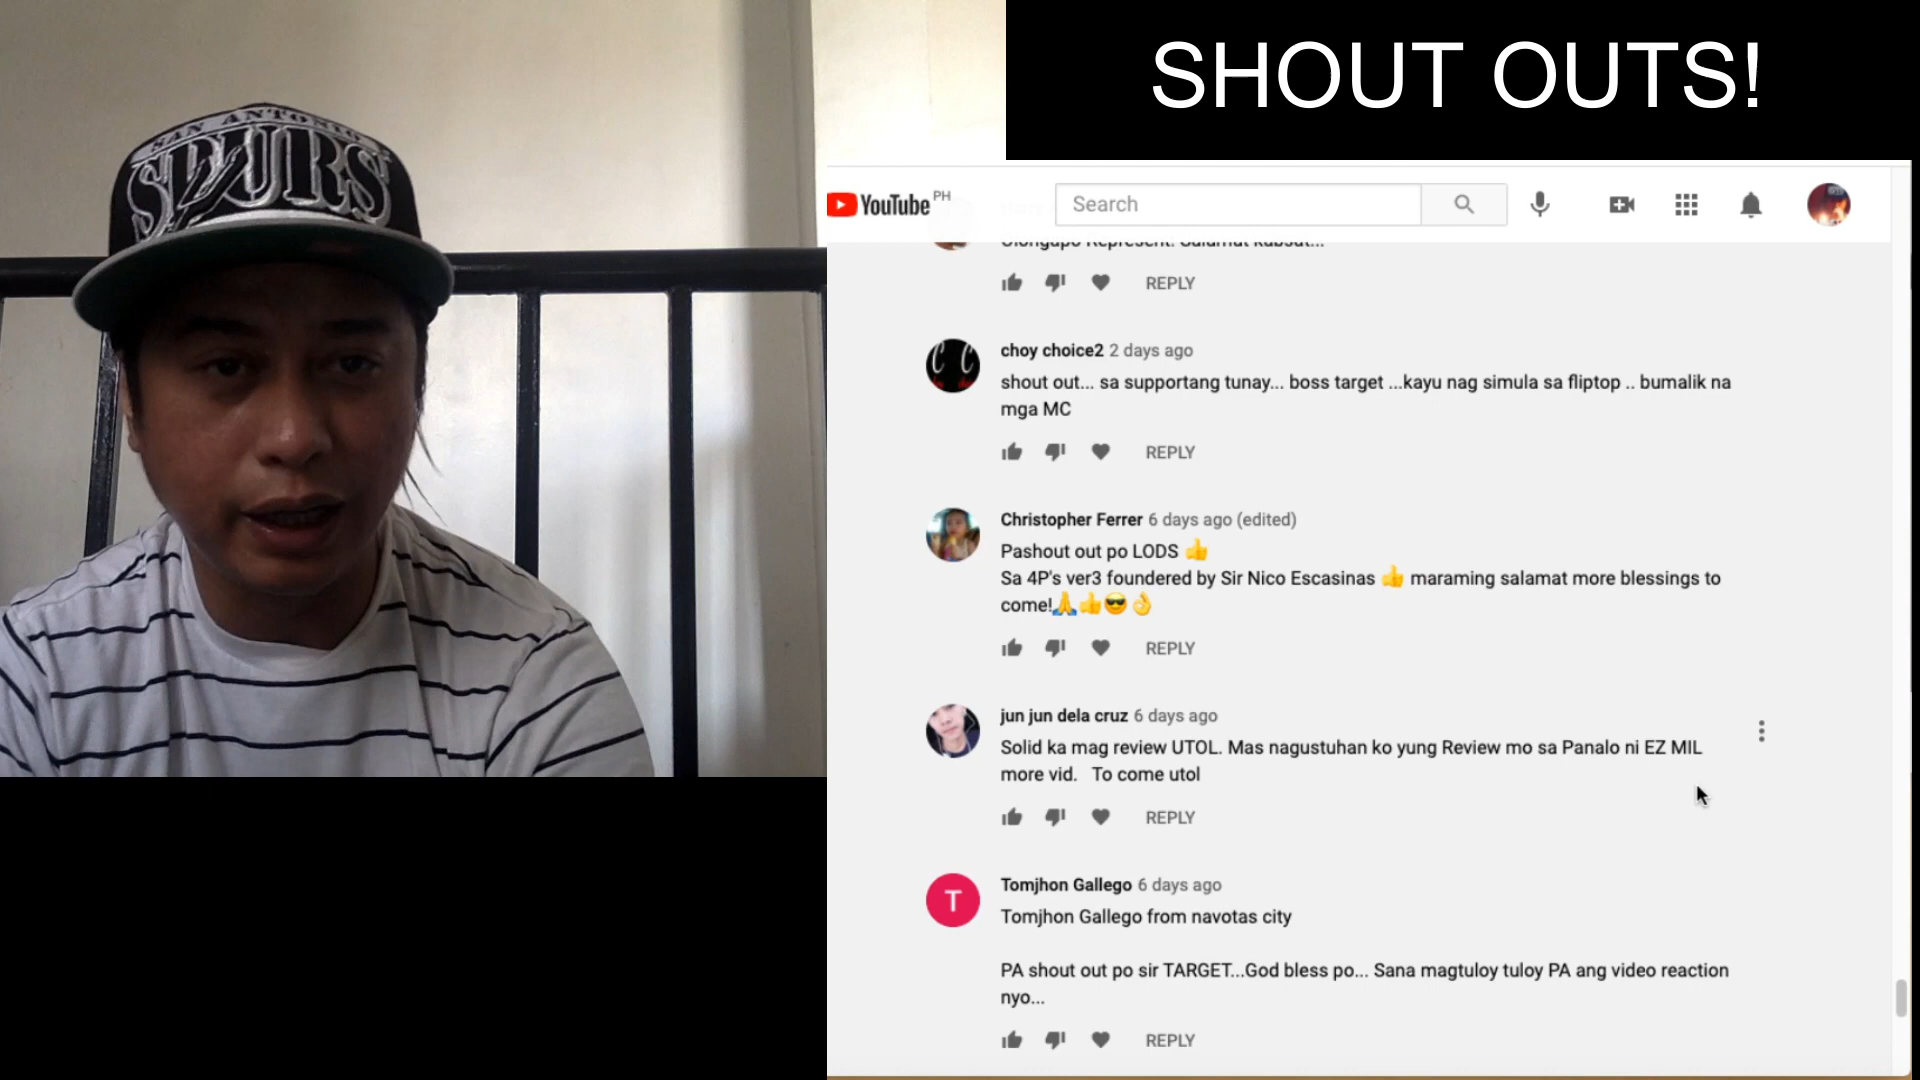 SAN ANTONIO
SPURS
SHOUT OUTS!
YouTube PH
Search
Olongapo Represent! Salamat kabsat...
REPLY
choy choice2 2 days ago
shout out... sa supportang tunay... boss target ...kayu nag simula sa fliptop .. bumalik na
mga MC
REPLY
Christopher Ferrer 6 days ago (edited)
Pashout out po LODS 👍
Sa 4P's ver3 foundered by Sir Nico Escasinas 👍 maraming salamat more blessings to
come!🙏👍😎👌
REPLY
jun jun dela cruz 6 days ago
Solid ka mag review UTOL. Mas nagustuhan ko yung Review mo sa Panalo ni EZ MIL
more vid.   To come utol
REPLY
T
Tomjhon Gallego 6 days ago
Tomjhon Gallego from navotas city
PA shout out po sir TARGET...God bless po... Sana magtuloy tuloy PA ang video reaction
nyo...
REPLY